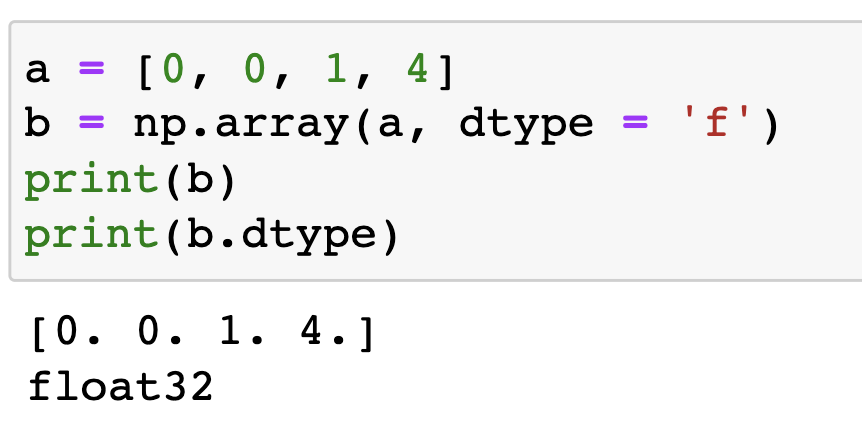 a = [0, 0, 1, 4]
b = np.array(a, dtype = 'f')
print(b)
print(b.dtype)
[0. 0. 1. 4.]
float32